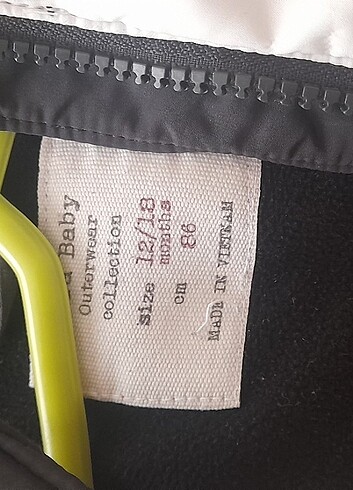 Baby
Outerwear
collection
size 12/18
months
cm 86
MADE IN VIETNAM